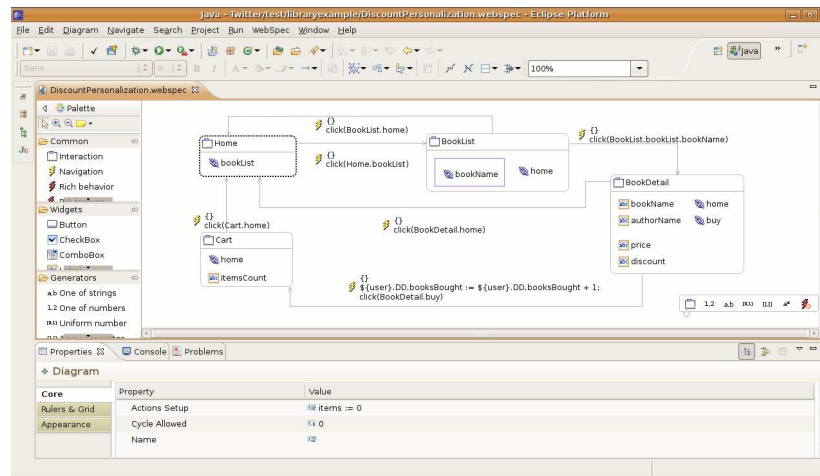 Java - Twitter/test/libraryexample/DiscountPersonalization.webspec - Eclipse Platform
File Edit Diagram Navigate Search Project Run WebSpec Window Help
Java
Sans 9 B I A 100%
DiscountPersonalization.webspec
Palette
Common
Interaction
Navigation
Rich behavior
Widgets
Button
CheckBox
ComboBox
Generators
a,b One of strings
1,2 One of numbers
Uniform number
Home
bookList
{}
click(BookList.home)
{}
click(Home.bookList)
BookList
bookName
home
{}
click(BookList.bookList.bookName)
BookDetail
bookName
home
authorName
buy
price
discount
{}
click(Cart.home)
{}
click(BookDetail.home)
Cart
home
itemsCount
{}
${user}.DD.booksBought := ${user}.DD.booksBought + 1;
click(BookDetail.buy)
1,2 a,b
Properties Console Problems
Diagram
Core
Rulers & Grid
Appearance
Property Value
Actions Setup items := 0
Cycle Allowed 0
Name